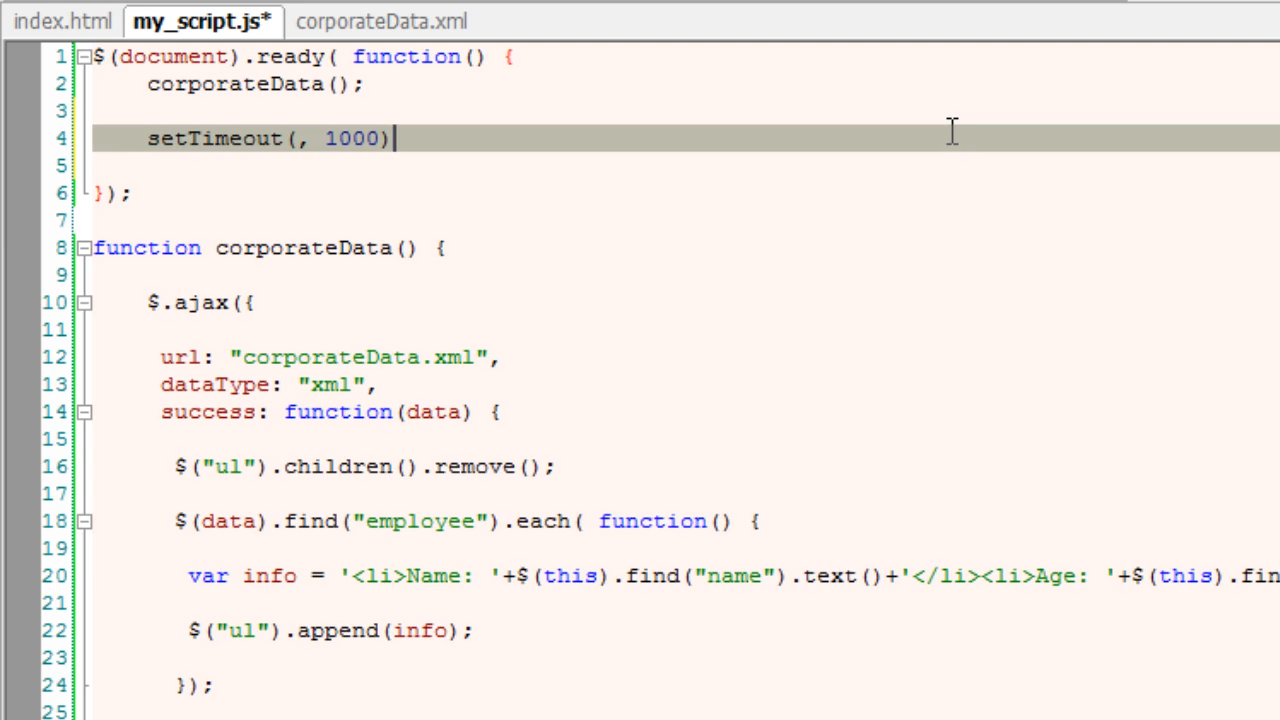 index.html my_script.js* corporateData.xml
1 $(document).ready( function() {
2 corporateData();
3
4 setTimeout(, 1000)
5
6 });
7
8 function corporateData() {
9
10 $.ajax({
11
12 url: "corporateData.xml",
13 dataType: "xml",
14 success: function(data) {
15
16 $("ul").children().remove();
17
18 $(data).find("employee").each( function() {
19
20 var info = '<li>Name: '+$(this).find("name").text()+'</li><li>Age: '+$(this).fin
21
22 $("ul").append(info);
23
24 });
25